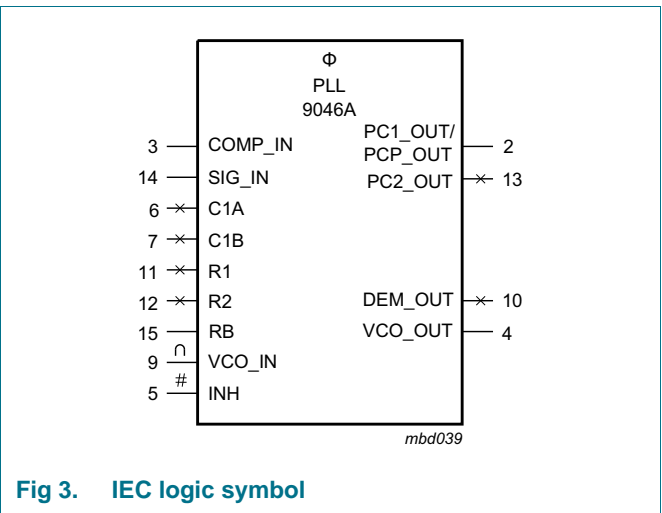 Φ
PLL
9046A
3 COMP_IN
PC1_OUT/
PCP_OUT 2
14 SIG_IN
PC2_OUT 13
6 C1A
7 C1B
11 R1
12 R2
DEM_OUT 10
15 RB
VCO_OUT 4
9 ∩ VCO_IN
5 # INH
mbd039
Fig 3. IEC logic symbol